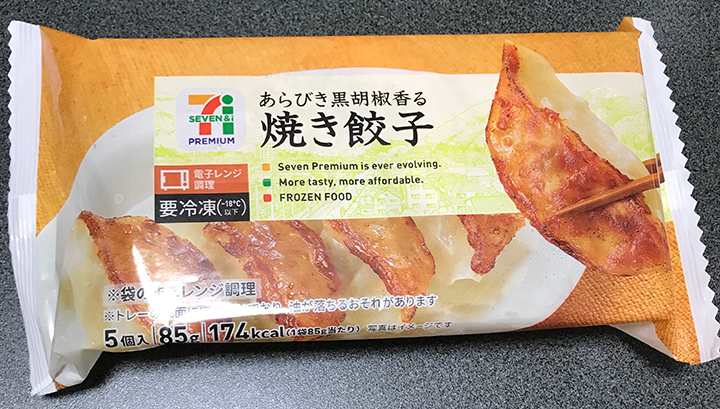 SEVEN & i
PREMIUM
あらびき黒胡椒香る
焼き餃子
Seven Premium is ever evolving.
More tasty, more affordable.
FROZEN FOOD
電子レンジ
調理
要冷凍(-18℃以下)
※袋のままレンジ調理
※トレー 油が落ちるおそれがあります
5個入 85g 174kcal(1袋85g当たり) 写真はイメージです